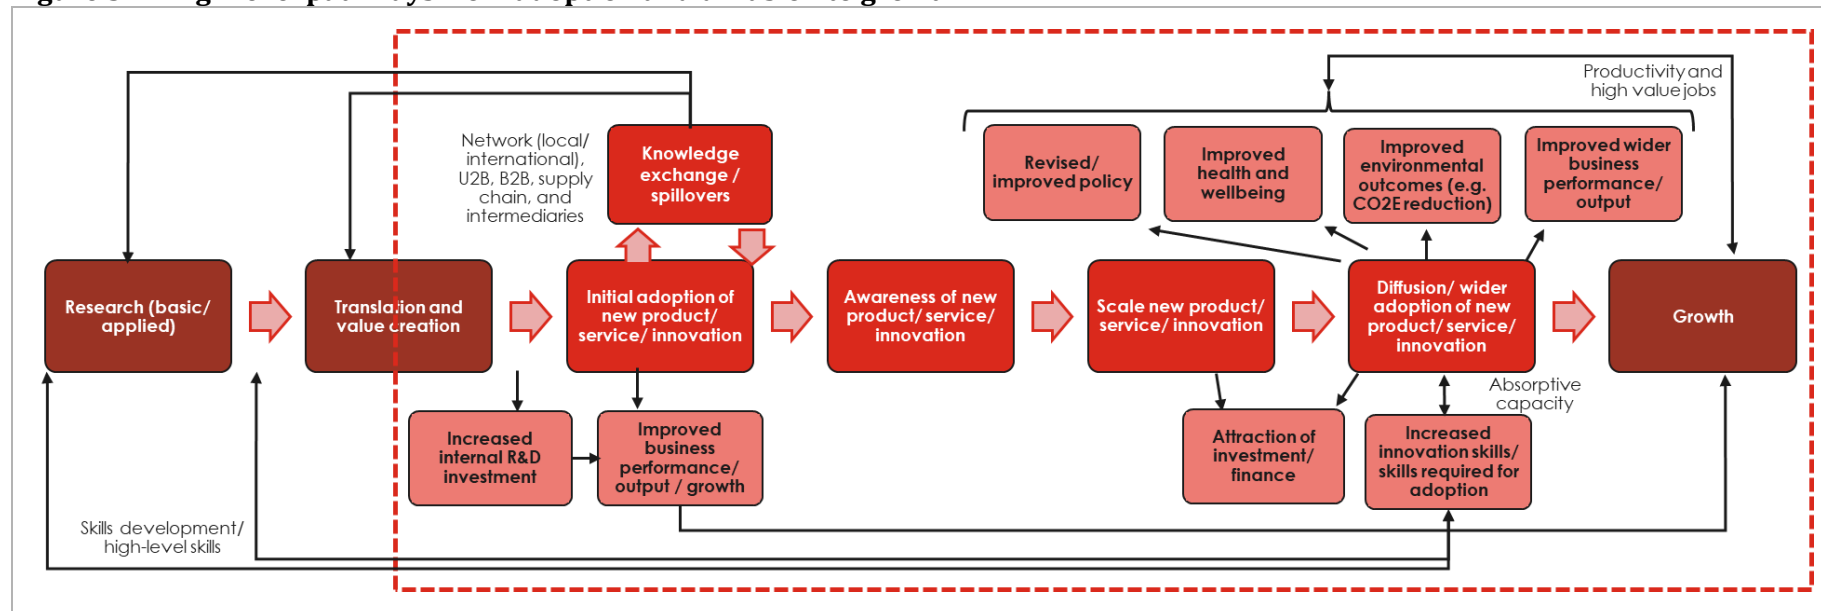 Productivity and
high value jobs
Network (local/
international),
U2B, B2B, supply
chain, and
intermediaries
Knowledge
exchange /
spillovers
Revised/
improved policy
Improved
health and
wellbeing
Improved
environmental
outcomes (e.g.
CO2E reduction)
Improved wider
business
performance/
output
Research (basic/
applied)
Translation and
value creation
Initial adoption of
new product/
service/ innovation
Awareness of new
product/ service/
innovation
Scale new product/
service/ innovation
Diffusion/ wider
adoption of new
product/ service/
innovation
Growth
Absorptive
capacity
Increased
internal R&D
investment
Improved
business
performance/
output / growth
Attraction of
investment/
finance
Increased
innovation skills/
skills required for
adoption
Skills development/
high-level skills